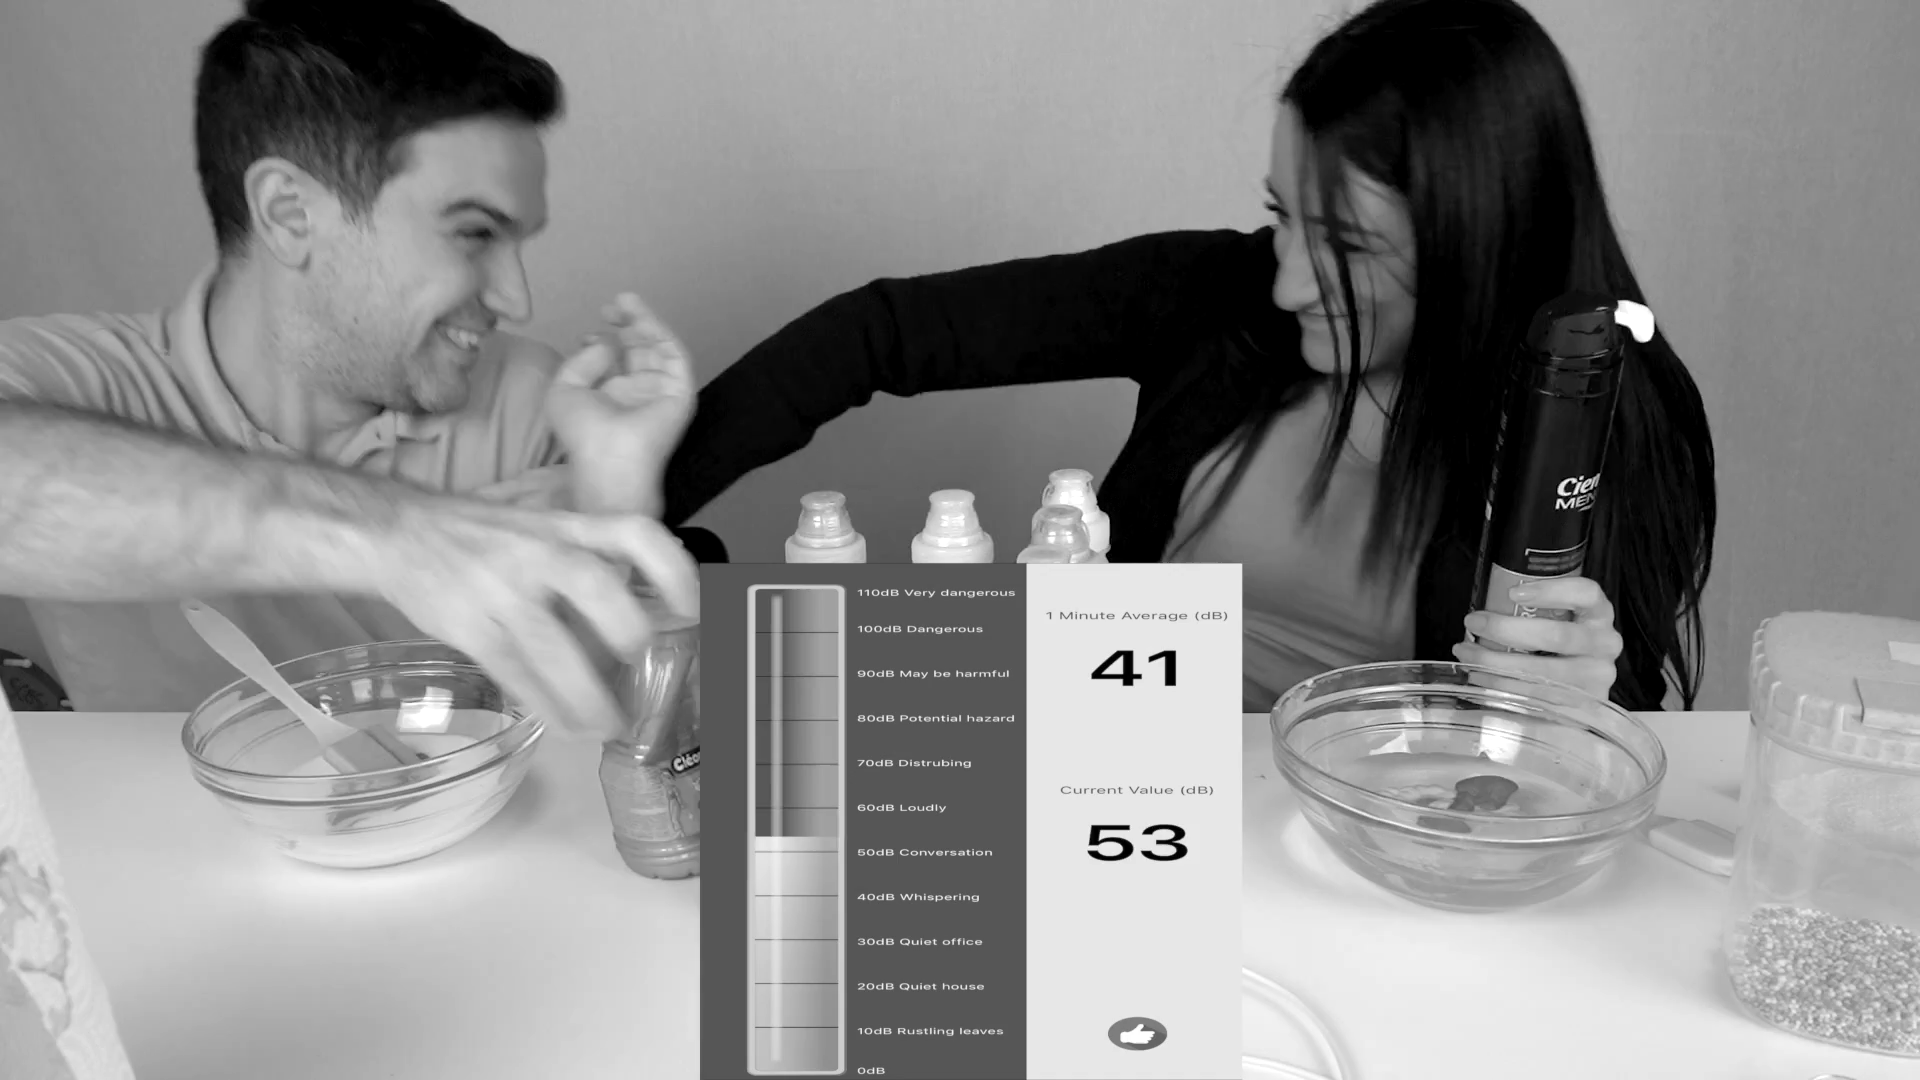 Cien
MEN
Cléo
110dB Very dangerous
100dB Dangerous
90dB May be harmful
80dB Potential hazard
70dB Distrubing
60dB Loudly
50dB Conversation
40dB Whispering
30dB Quiet office
20dB Quiet house
10dB Rustling leaves
0dB
1 Minute Average (dB)
41
Current Value (dB)
53